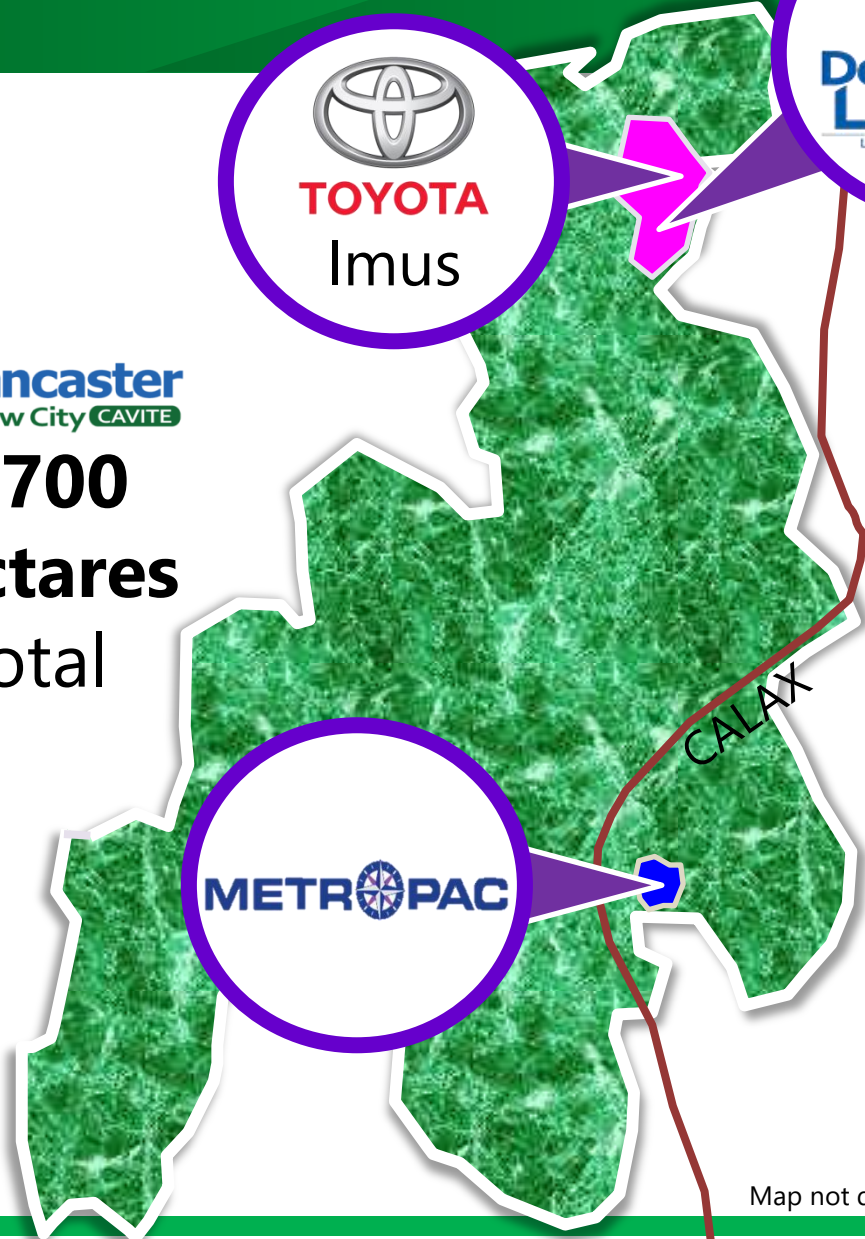 TOYOTA
Imus
ncaster
w City CAVITE
700
ctares
otal
CALAX
METROPAC
Map not